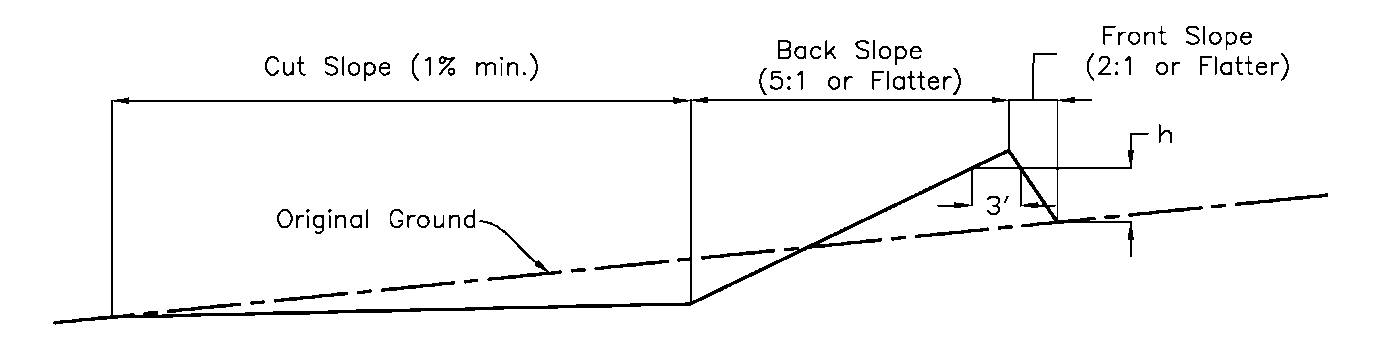 Cut Slope (1% min.)
Back Slope
(5:1 or Flatter)
Front Slope
(2:1 or Flatter)
h
3'
Original Ground